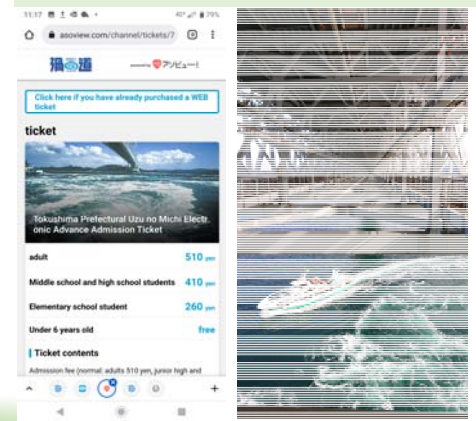 11:17
79%
asoview.com/channel/tickets/7
渦の道
アソビュー！
Click here if you have already purchased a WEB
ticket
ticket
Tokushima Prefectural Uzu no Michi Electr
onic Advance Admission Ticket
adult 510 yen
Middle school and high school students 410 yen
Elementary school student 260 yen
Under 6 years old free
Ticket contents
Admission fee (normal: adults 510 yen, junior high and